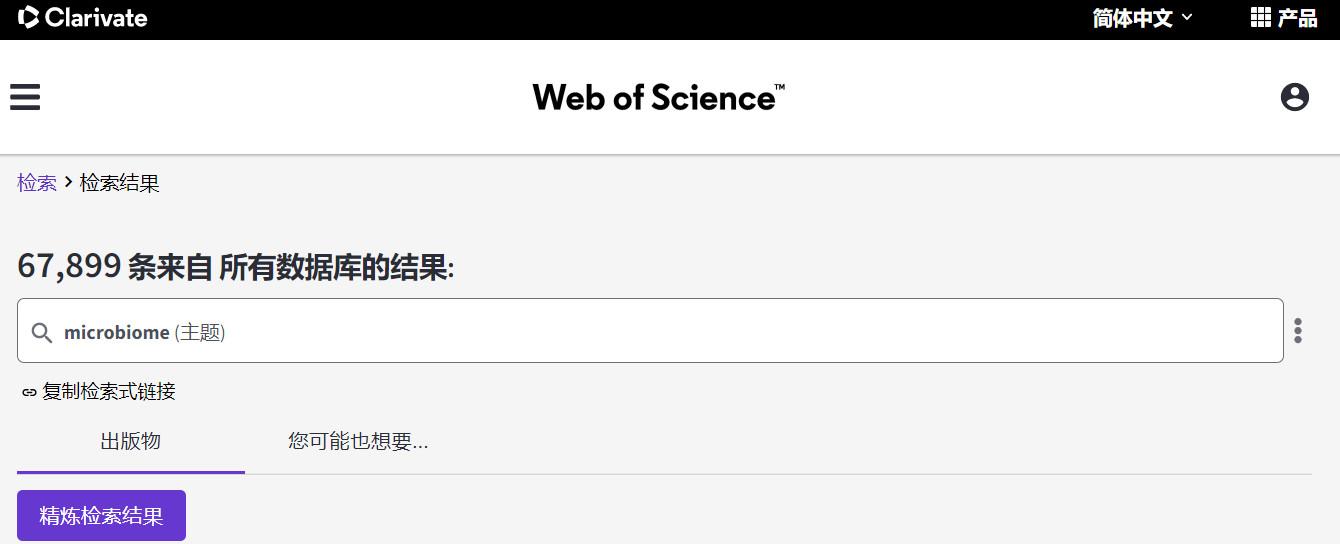 Clarivate 简体中文 产品
Web of Science™
检索 > 检索结果
67,899 条来自 所有数据库的结果:
microbiome (主题)
复制检索式链接
出版物 您可能也想要...
精炼检索结果